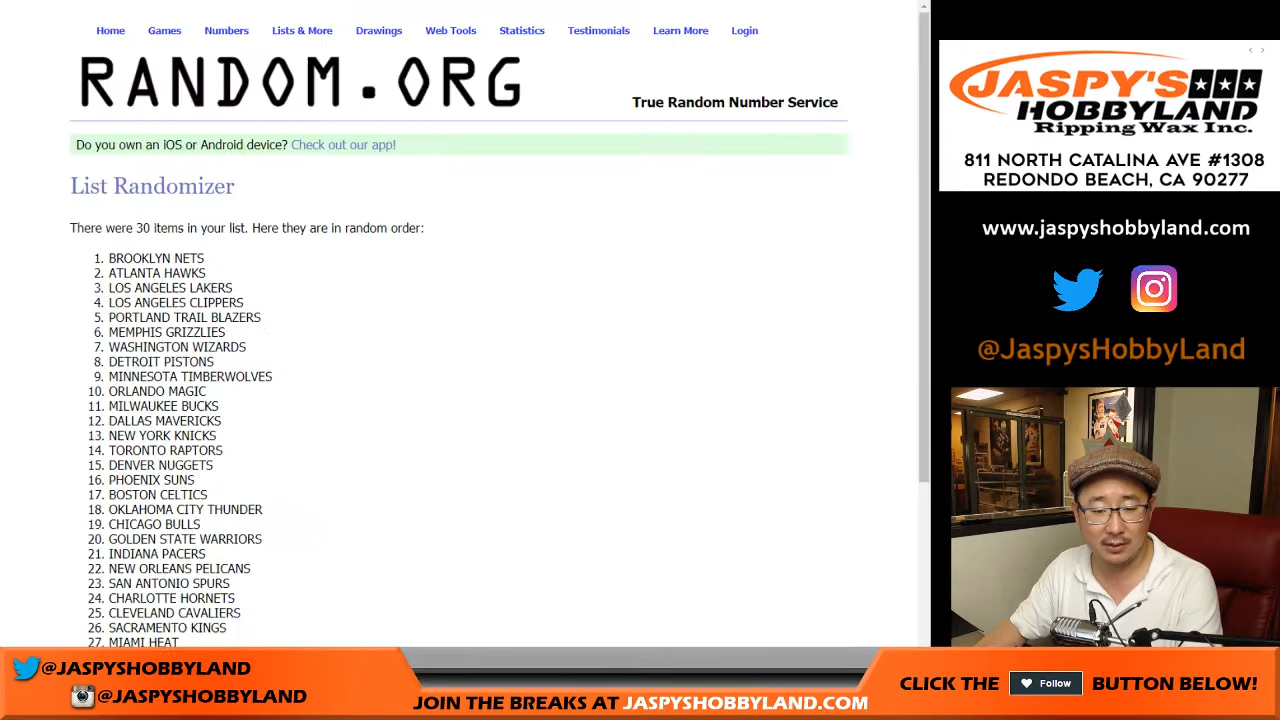 Home Games Numbers Lists & More Drawings Web Tools Statistics Testimonials Learn More Login
RANDOM.ORG
True Random Number Service
Do you own an iOS or Android device? Check out our app!
List Randomizer
There were 30 items in your list. Here they are in random order:
1. BROOKLYN NETS
2. ATLANTA HAWKS
3. LOS ANGELES LAKERS
4. LOS ANGELES CLIPPERS
5. PORTLAND TRAIL BLAZERS
6. MEMPHIS GRIZZLIES
7. WASHINGTON WIZARDS
8. DETROIT PISTONS
9. MINNESOTA TIMBERWOLVES
10. ORLANDO MAGIC
11. MILWAUKEE BUCKS
12. DALLAS MAVERICKS
13. NEW YORK KNICKS
14. TORONTO RAPTORS
15. DENVER NUGGETS
16. PHOENIX SUNS
17. BOSTON CELTICS
18. OKLAHOMA CITY THUNDER
19. CHICAGO BULLS
20. GOLDEN STATE WARRIORS
21. INDIANA PACERS
22. NEW ORLEANS PELICANS
23. SAN ANTONIO SPURS
24. CHARLOTTE HORNETS
25. CLEVELAND CAVALIERS
26. SACRAMENTO KINGS
27. MIAMI HEAT
JASPY'S
HOBBYLAND
Ripping Wax Inc.
811 NORTH CATALINA AVE #1308
REDONDO BEACH, CA 90277
www.jaspyshobbyland.com
@JaspysHobbyLand
@JASPYSHOBBYLAND
@JASPYSHOBBYLAND
JOIN THE BREAKS AT JASPYSHOBBYLAND.COM
CLICK THE Follow BUTTON BELOW!